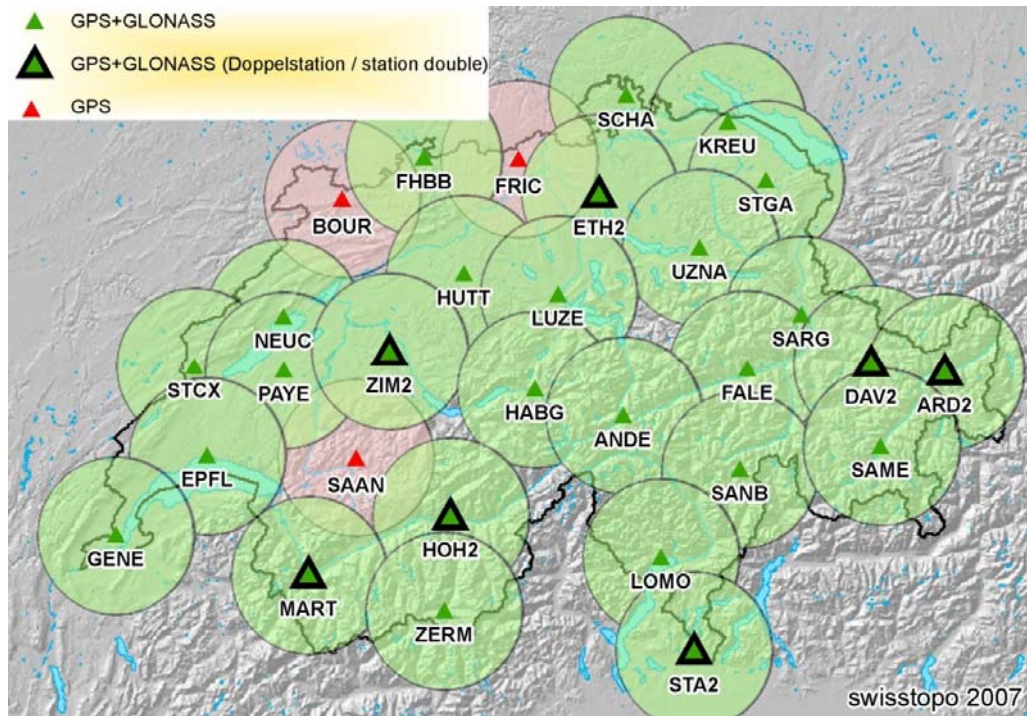 GPS+GLONASS
GPS+GLONASS (Doppelstation / station double)
GPS
SCHA
KREU
FHBB
FRIC
STGA
BOUR
ETH2
UZNA
HUTT
LUZE
NEUC
SARG
STCX
PAYE
ZIM2
HABG
FALE
DAV2
ARD2
ANDE
EPFL
SAAN
SANB
SAME
GENE
HOH2
LOMO
MART
ZERM
STA2
swisstopo 2007